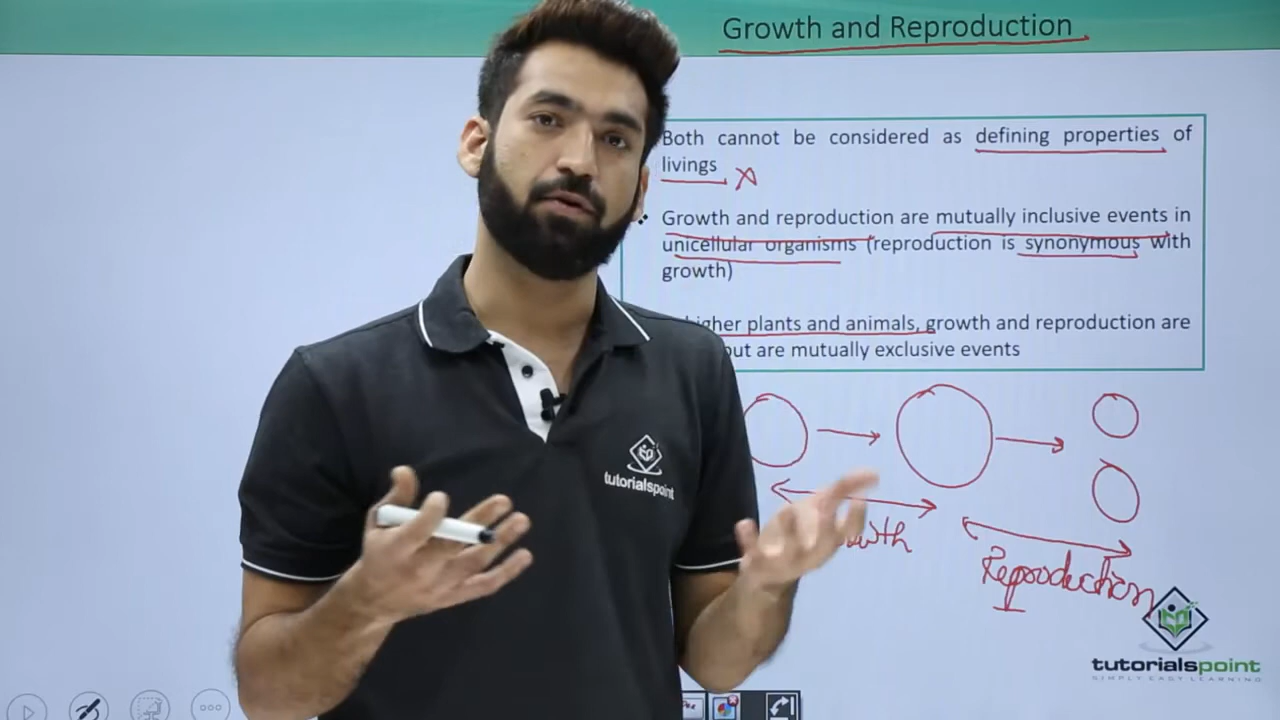 Growth and Reproduction
Both cannot be considered as defining properties of
livings
Growth and reproduction are mutually inclusive events in
unicellular organisms (reproduction is synonymous with
growth)
higher plants and animals, growth and reproduction are
but are mutually exclusive events
tutorialspoint
Reproduction
tutorialspoint
SIMPLY EASY LEARNING